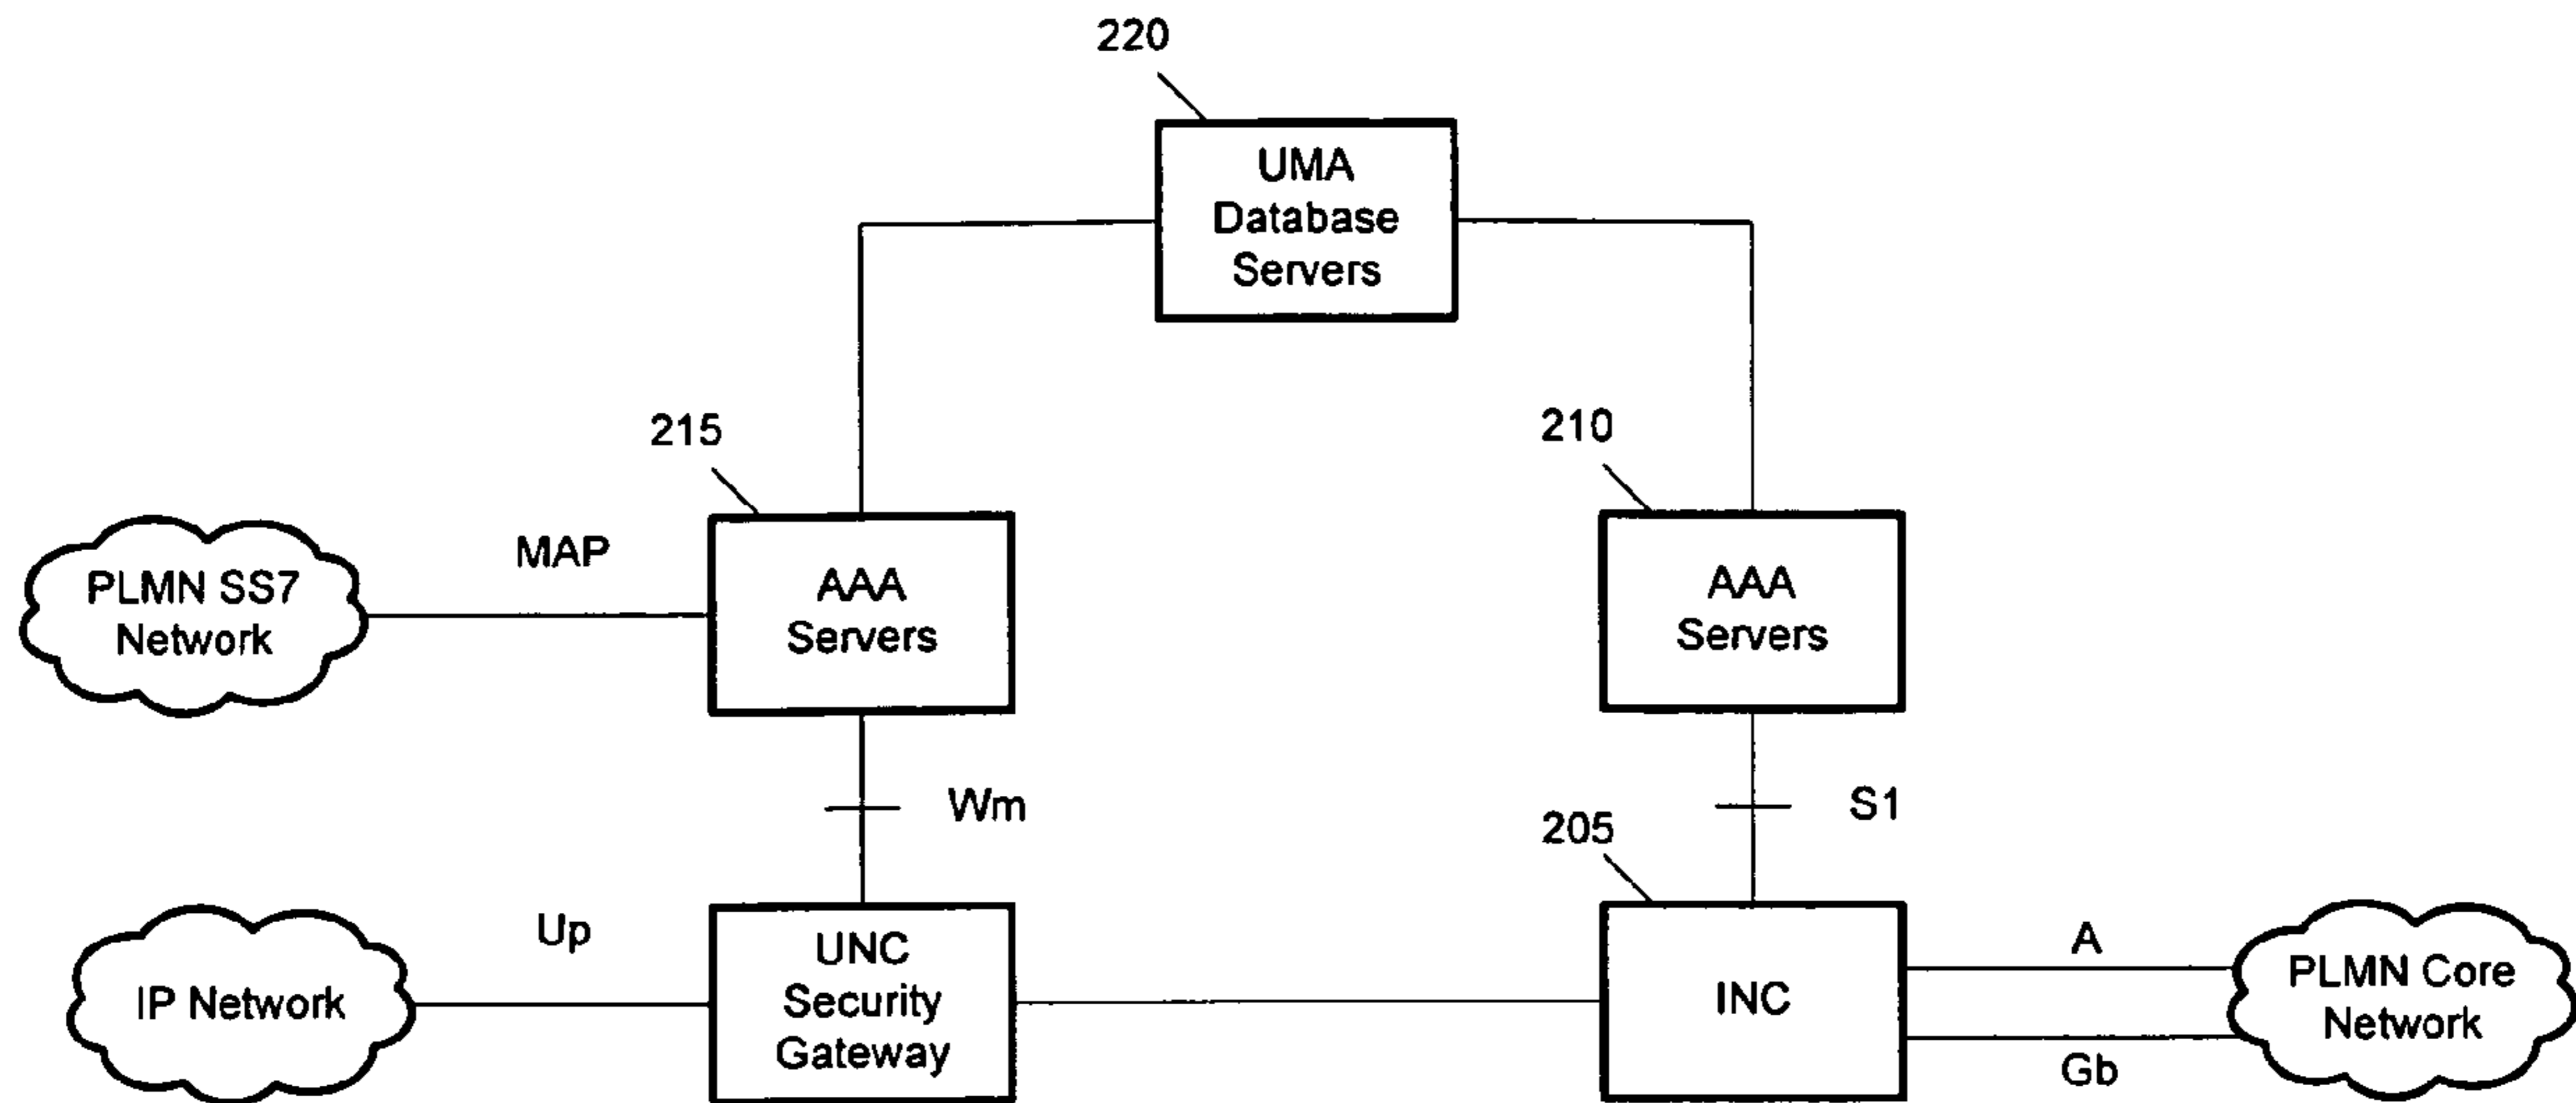 220
UMA
Database
Servers
215
210
MAP
PLMN SS7
Network
AAA
Servers
AAA
Servers
Wm
S1
205
Up
A
IP Network
UNC
Security
Gateway
INC
PLMN Core
Network
Gb